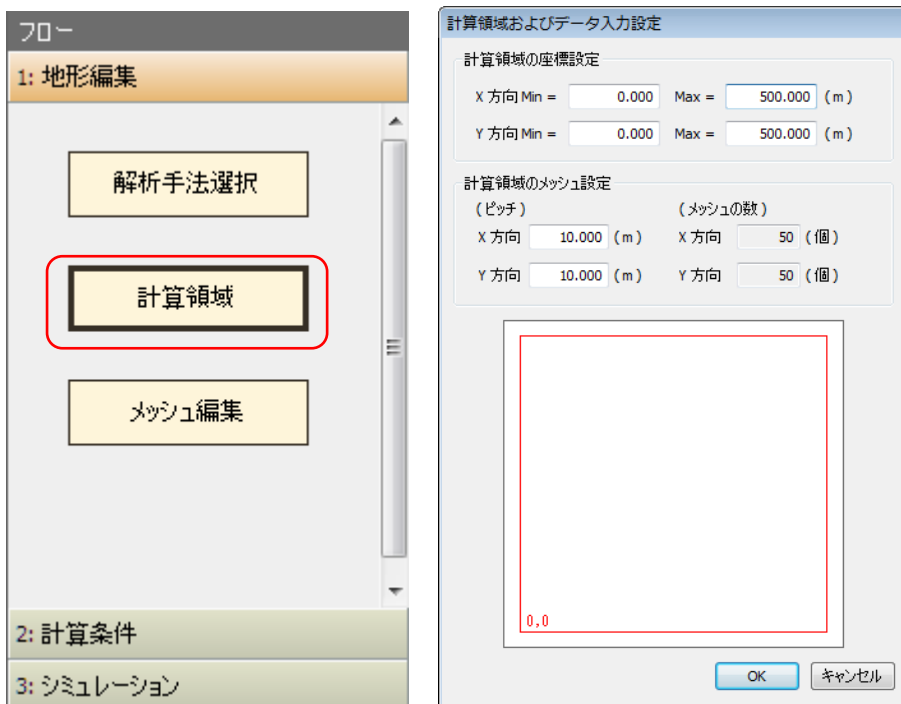 フロー
1: 地形編集
解析手法選択
計算領域
メッシュ編集
2: 計算条件
3: シミュレーション
計算領域およびデータ入力設定
計算領域の座標設定
X 方向 Min = 0.000 Max = 500.000 (m)
Y 方向 Min = 0.000 Max = 500.000 (m)
計算領域のメッシュ設定
(ピッチ) (メッシュの数)
X 方向 10.000 (m) X 方向 50 (個)
Y 方向 10.000 (m) Y 方向 50 (個)
0,0
OK キャンセル